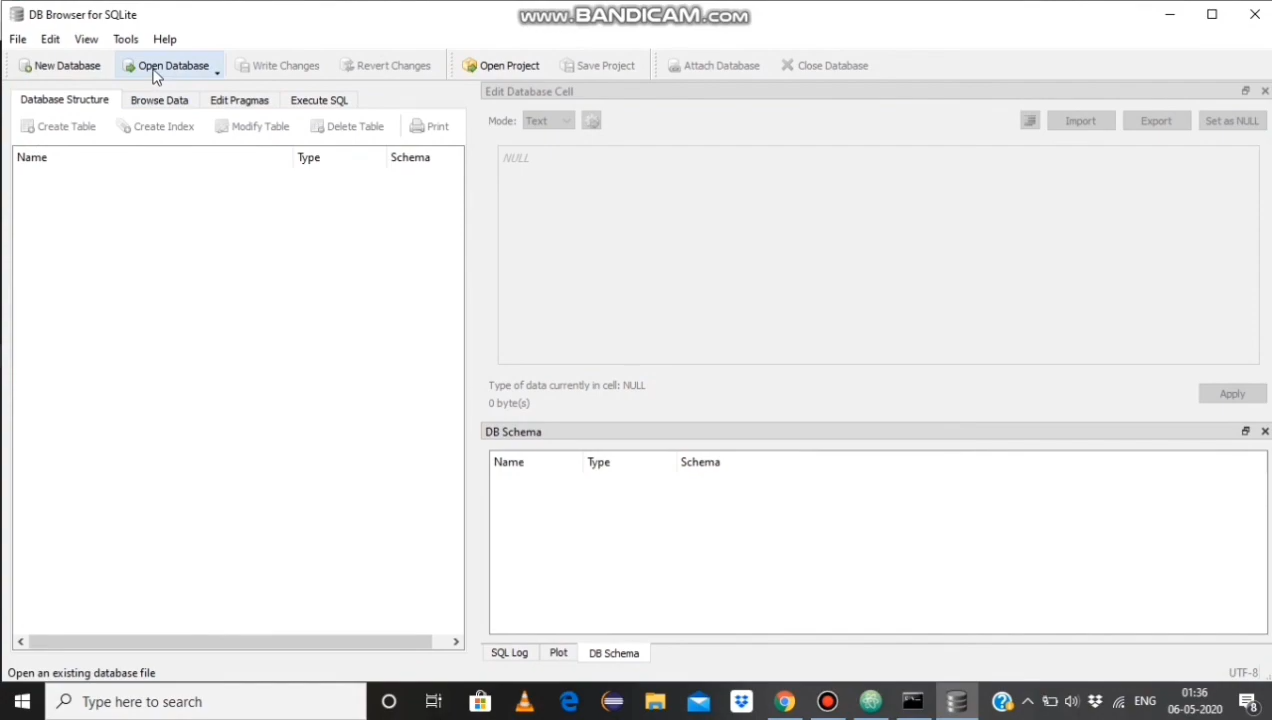 DB Browser for SQLite
www.BANDICAM.com
File Edit View Tools Help
New Database Open Database Write Changes Revert Changes Open Project Save Project Attach Database Close Database
Database Structure Browse Data Edit Pragmas Execute SQL
Create Table Create Index Modify Table Delete Table Print
Name Type Schema
Edit Database Cell
Mode: Text Import Export Set as NULL
NULL
Type of data currently in cell: NULL
0 byte(s)
Apply
DB Schema
Name Type Schema
SQL Log Plot DB Schema
Open an existing database file
UTF-8
Type here to search
ENG
01:36
06-05-2020
8